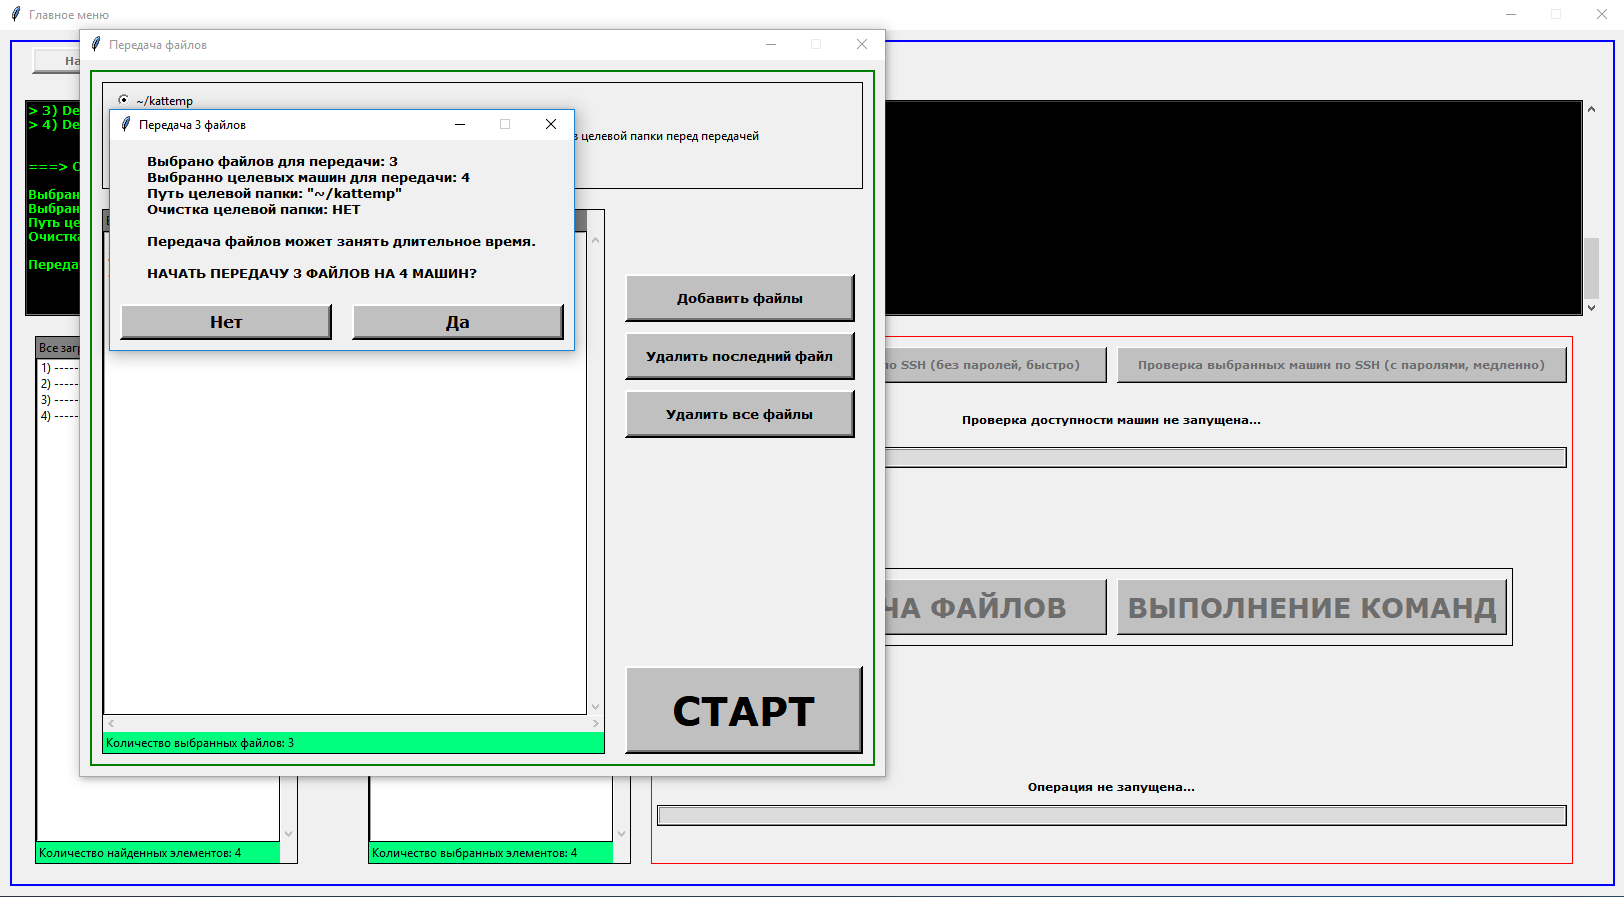 Главное меню
Передача файлов
~/kattemp
целевой папки перед передачей
Передача 3 файлов
Выбрано файлов для передачи: 3
Выбранно целевых машин для передачи: 4
Путь целевой папки: "~/kattemp"
Очистка целевой папки: НЕТ
Передача файлов может занять длительное время.
НАЧАТЬ ПЕРЕДАЧУ 3 ФАЙЛОВ НА 4 МАШИН?
Нет
Да
На
> 3) De
> 4) De
===> О
Выбран
Выбран
Путь це
Очистка
Переда
Добавить файлы
Удалить последний файл
Удалить все файлы
СТАРТ
Количество выбранных файлов: 3
Все заг
1) -----
2) -----
3) -----
4) -----
Количество найденных элементов: 4
Количество выбранных элементов: 4
по SSH (без паролей, быстро)
Проверка выбранных машин по SSH (с паролями, медленно)
Проверка доступности машин не запущена...
ЧА ФАЙЛОВ
ВЫПОЛНЕНИЕ КОМАНД
Операция не запущена...